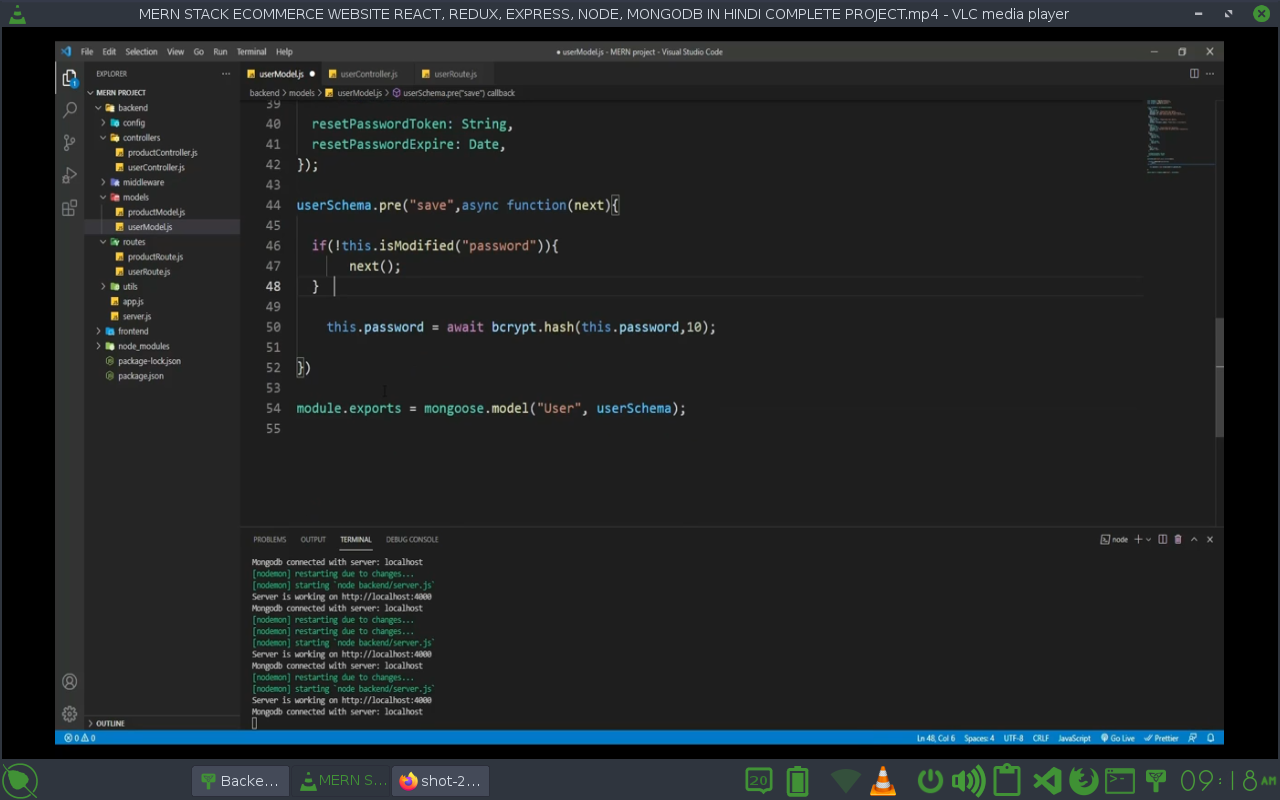 MERN STACK ECOMMERCE WEBSITE REACT, REDUX, EXPRESS, NODE, MONGODB IN HINDI COMPLETE PROJECT.mp4 - VLC media player
File Edit Selection View Go Run Terminal Help
● userModel.js - MERN project - Visual Studio Code
EXPLORER
MERN PROJECT
backend
config
controllers
productController.js
userController.js
middleware
models
productModel.js
userModel.js
routes
productRoute.js
userRoute.js
utils
app.js
server.js
frontend
node_modules
package-lock.json
package.json
OUTLINE
userModel.js ● userController.js userRoute.js
backend > models > userModel.js > userSchema.pre("save") callback
39
40 resetPasswordToken: String,
41 resetPasswordExpire: Date,
42 });
43
44 userSchema.pre("save",async function(next){
45
46 if(!this.isModified("password")){
47 next();
48 }
49
50 this.password = await bcrypt.hash(this.password,10);
51
52 })
53
54 module.exports = mongoose.model("User", userSchema);
55
PROBLEMS OUTPUT TERMINAL DEBUG CONSOLE
node
Mongodb connected with server: localhost
[nodemon] restarting due to changes...
[nodemon] starting `node backend/server.js`
Server is working on http://localhost:4000
Mongodb connected with server: localhost
[nodemon] restarting due to changes...
[nodemon] restarting due to changes...
[nodemon] starting `node backend/server.js`
Server is working on http://localhost:4000
Mongodb connected with server: localhost
[nodemon] restarting due to changes...
[nodemon] starting `node backend/server.js`
Server is working on http://localhost:4000
Mongodb connected with server: localhost
0 0
Ln 48, Col 6 Spaces: 4 UTF-8 CRLF JavaScript Go Live Prettier
Backe...
MERN S...
shot-2...
20
09:18 AM